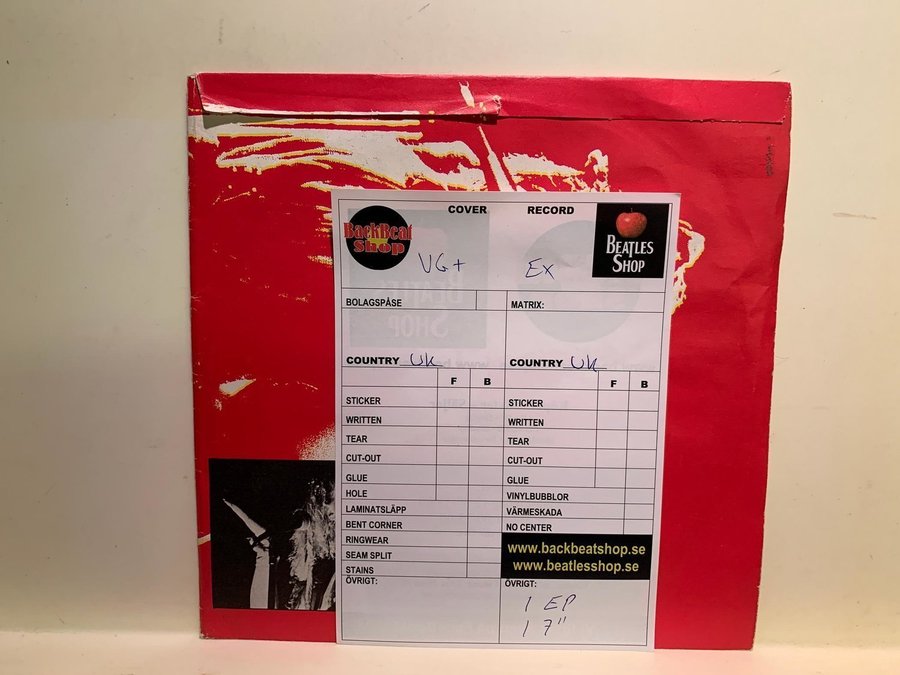 COVER RECORD
BackBeat
Shop
BEATLES
SHOP
VG+ EX
BOLAGSPÅSE MATRIX:
COUNTRY UK COUNTRY UK
F B F B
STICKER STICKER
WRITTEN WRITTEN
TEAR TEAR
CUT-OUT CUT-OUT
GLUE GLUE
HOLE VINYLBUBBLOR
LAMINATSLÄPP VÄRMESKADA
BENT CORNER NO CENTER
RINGWEAR
SEAM SPLIT
STAINS
www.backbeatshop.se
www.beatlesshop.se
ÖVRIGT: ÖVRIGT:
1 EP
1 7"